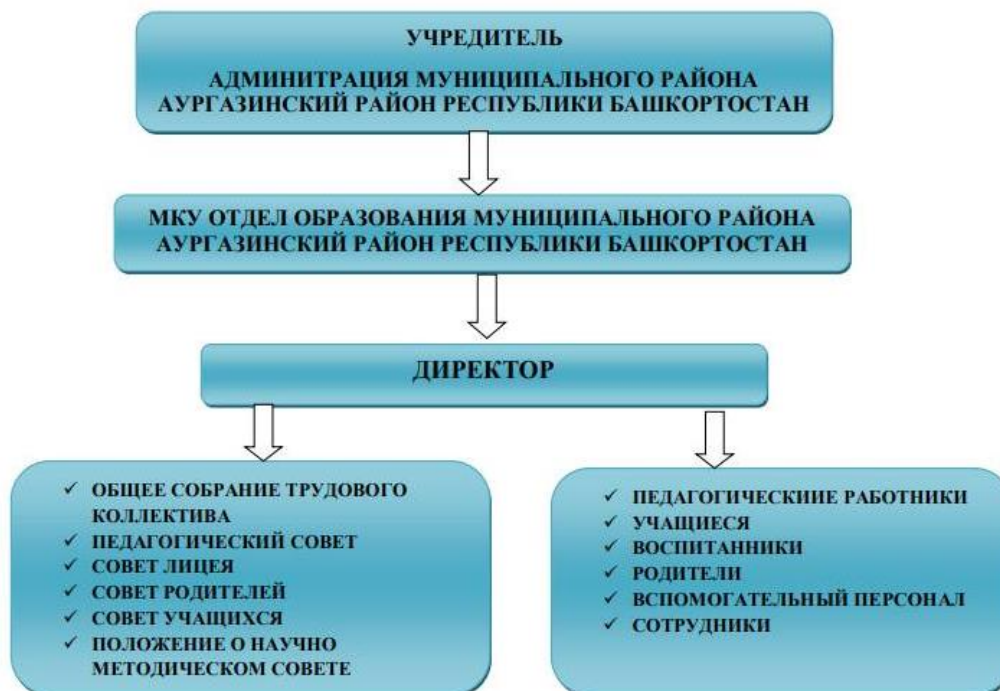 УЧРЕДИТЕЛЬ
АДМИНИТРАЦИЯ МУНИЦИПАЛЬНОГО РАЙОНА
АУРГАЗИНСКИЙ РАЙОН РЕСПУБЛИКИ БАШКОРТОСТАН
МКУ ОТДЕЛ ОБРАЗОВАНИЯ МУНИЦИПАЛЬНОГО РАЙОНА
АУРГАЗИНСКИЙ РАЙОН РЕСПУБЛИКИ БАШКОРТОСТАН
ДИРЕКТОР
✓ ОБЩЕЕ СОБРАНИЕ ТРУДОВОГО
КОЛЛЕКТИВА
✓ ПЕДАГОГИЧЕСКИЙ СОВЕТ
✓ СОВЕТ ЛИЦЕЯ
✓ СОВЕТ РОДИТЕЛЕЙ
✓ СОВЕТ УЧАЩИХСЯ
✓ ПОЛОЖЕНИЕ О НАУЧНО
МЕТОДИЧЕСКОМ СОВЕТЕ
✓ ПЕДАГОГИЧЕСКИИЕ РАБОТНИКИ
✓ УЧАЩИЕСЯ
✓ ВОСПИТАННИКИ
✓ РОДИТЕЛИ
✓ ВСПОМОГАТЕЛЬНЫЙ ПЕРСОНАЛ
✓ СОТРУДНИКИ